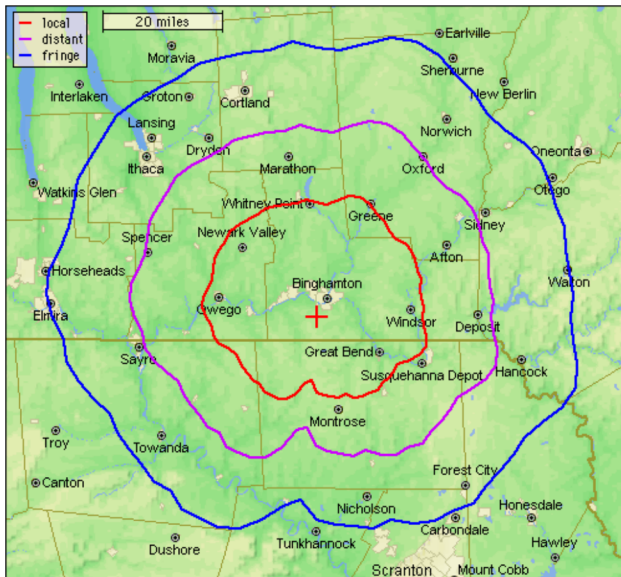 local
distant
fringe
20 miles
Earlville
Moravia
Sherburne
Interlaken
Groton
Cortland
New Berlin
Lansing
Norwich
Dryden
Ithaca
Marathon
Oxford
Oneonta
Watkins Glen
Otego
Whitney Point
Greene
Sidney
Spencer
Newark Valley
Afton
Horseheads
Walton
Binghamton
Elmira
Owego
Windsor
Deposit
Sayre
Great Bend
Hancock
Susquehanna Depot
Montrose
Troy
Towanda
Canton
Forest City
Nicholson
Honesdale
Carbondale
Tunkhannock
Dushore
Hawley
Scranton
Mount Cobb